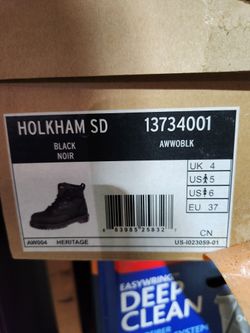 HOLKHAM SD 13734001
BLACK AWWOBLK
NOIR
UK 4
US 5
US 6
EU 37
CN
AW004 HERITAGE US-I023059-01
EASYWRING
DEEP
CLEAN